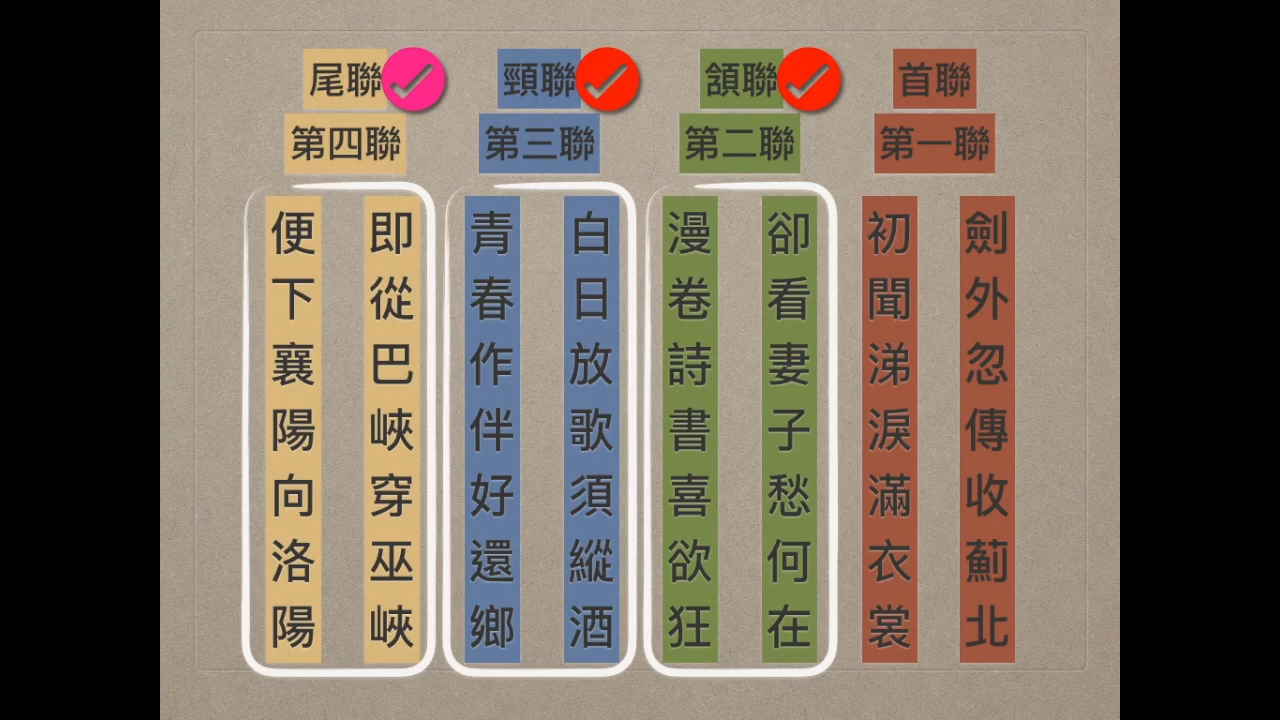 首聯
第一聯
劍外忽傳收薊北
初聞涕淚滿衣裳
頷聯
第二聯
卻看妻子愁何在
漫卷詩書喜欲狂
頸聯
第三聯
白日放歌須縱酒
青春作伴好還鄉
尾聯
第四聯
即從巴峽穿巫峽
便下襄陽向洛陽